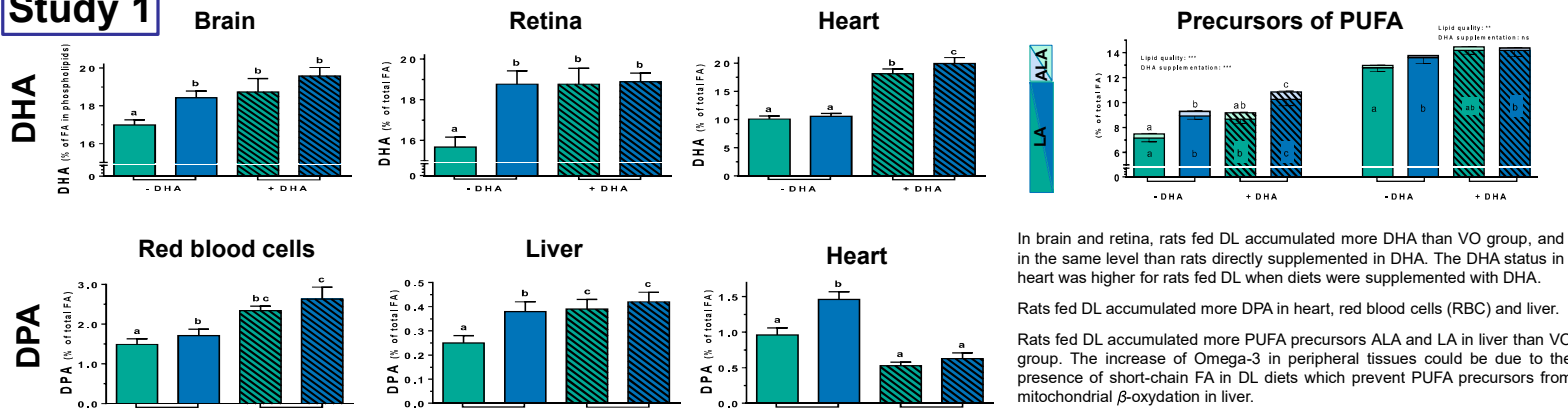 Study 1
Brain
Retina
Heart
Precursors of PUFA
DHA
DHA (% of FA in phospholipids)
20
18
16
0
a
b
b
b
- DHA
+ DHA
DHA (% of total FA)
20
18
16
0
a
b
b
b
- DHA
+ DHA
DHA (% of total FA)
20
15
10
5
0
a
a
b
c
- DHA
+ DHA
ALA
LA
(% of total FA)
14
12
10
8
6
0
Lipid quality: ***
DHA supplementation: ***
Lipid quality: **
DHA supplementation: ns
a
b
ab
c
a
b
b
c
a
b
ab
b
- DHA
+ DHA
- DHA
+ DHA
Red blood cells
Liver
Heart
DPA
DPA (% of total FA)
3.0
2.0
1.0
0.0
a
b
bc
c
DPA (% of total FA)
0.5
0.4
0.3
0.2
0.1
0.0
a
b
c
c
DPA (% of total FA)
1.5
1.0
0.5
0.0
a
b
a
a
In brain and retina, rats fed DL accumulated more DHA than VO group, and
in the same level than rats directly supplemented in DHA. The DHA status in
heart was higher for rats fed DL when diets were supplemented with DHA.
Rats fed DL accumulated more DPA in heart, red blood cells (RBC) and liver.
Rats fed DL accumulated more PUFA precursors ALA and LA in liver than VO
group. The increase of Omega-3 in peripheral tissues could be due to the
presence of short-chain FA in DL diets which prevent PUFA precursors from
mitochondrial β-oxydation in liver.